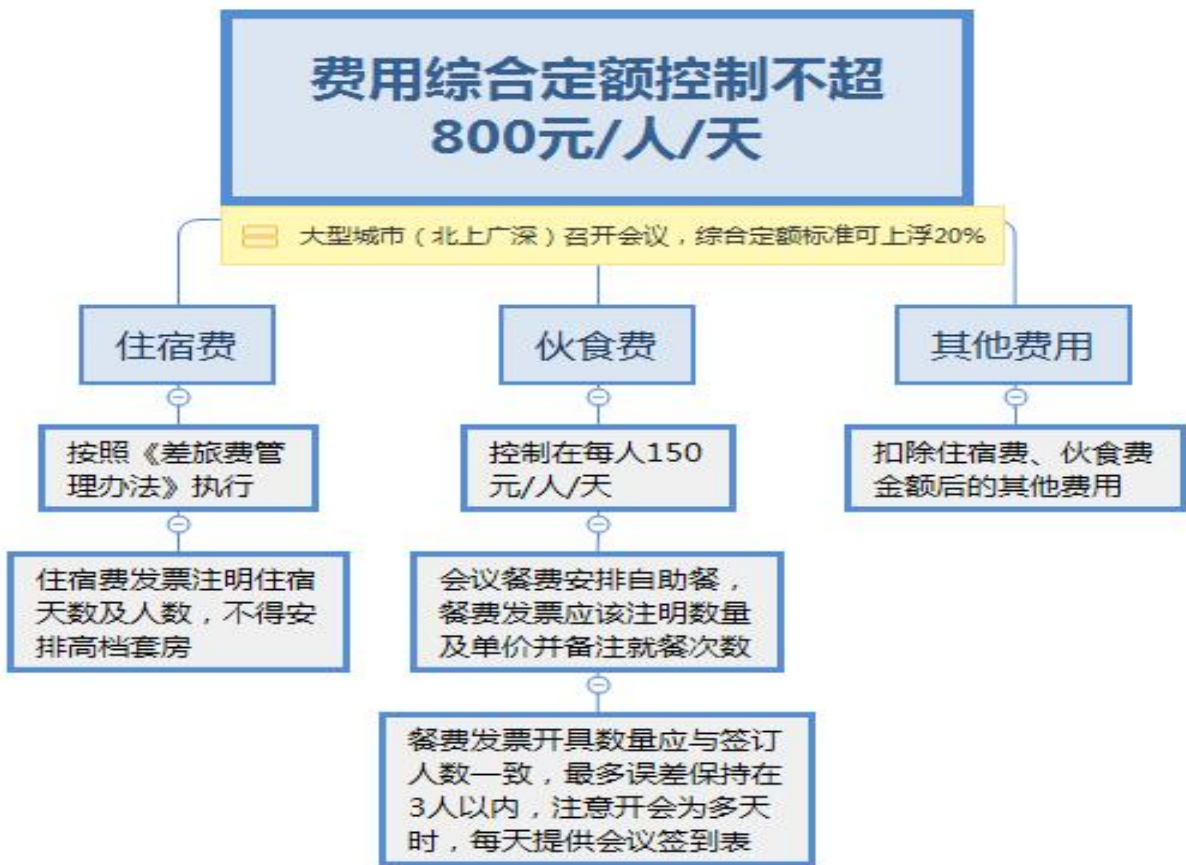 费用综合定额控制不超
800元/人/天
大型城市（北上广深）召开会议，综合定额标准可上浮20%
住宿费
伙食费
其他费用
按照《差旅费管
理办法》执行
控制在每人150
元/人/天
扣除住宿费、伙食费
金额后的其他费用
住宿费发票注明住宿
天数及人数，不得安
排高档套房
会议餐费安排自助餐，
餐费发票应该注明数量
及单价并备注就餐次数
餐费发票开具数量应与签订
人数一致，最多误差保持在
3人以内，注意开会为多天
时，每天提供会议签到表